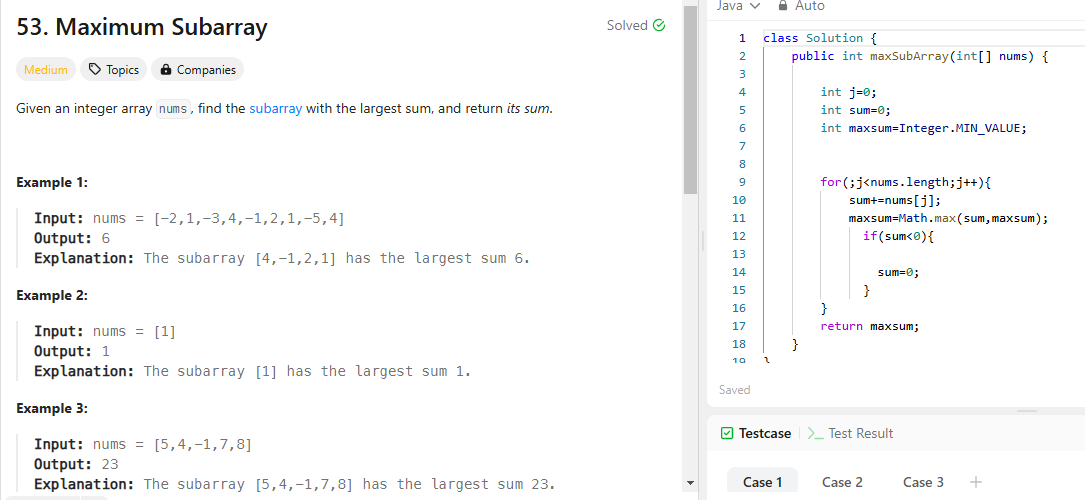 53. Maximum Subarray
Solved
Medium
Topics
Companies
Given an integer array nums, find the subarray with the largest sum, and return its sum.
Example 1:
Input: nums = [-2,1,-3,4,-1,2,1,-5,4]
Output: 6
Explanation: The subarray [4,-1,2,1] has the largest sum 6.
Example 2:
Input: nums = [1]
Output: 1
Explanation: The subarray [1] has the largest sum 1.
Example 3:
Input: nums = [5,4,-1,7,8]
Output: 23
Explanation: The subarray [5,4,-1,7,8] has the largest sum 23.
Java
Auto
1 class Solution {
2 public int maxSubArray(int[] nums) {
3
4 int j=0;
5 int sum=0;
6 int maxsum=Integer.MIN_VALUE;
7
8
9 for(;j<nums.length;j++){
10 sum+=nums[j];
11 maxsum=Math.max(sum,maxsum);
12 if(sum<0){
13
14 sum=0;
15 }
16 }
17 return maxsum;
18 }
19 }
Saved
Testcase
Test Result
Case 1
Case 2
Case 3